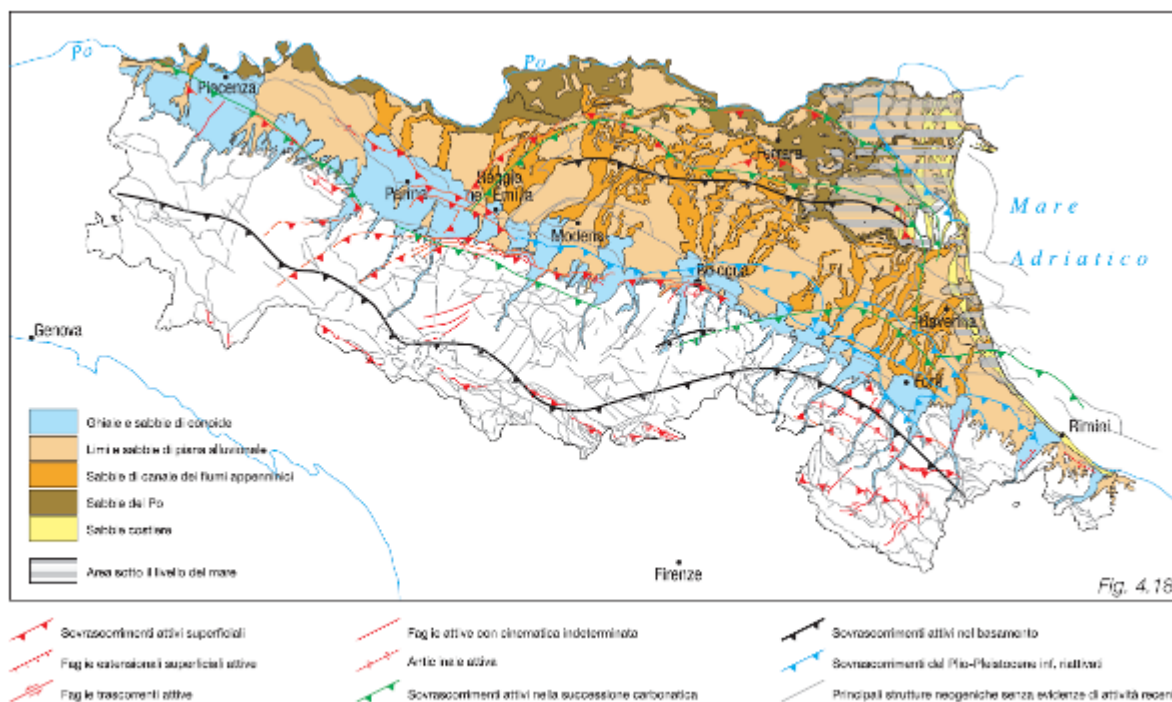 Po
Po
Piacenza
Ferrara
Parma
Reggio
nell'Emilia
Modena
Bologna
Mare
Adriatico
Ravenna
Genova
Forlì
Rimini
Firenze
Ghiaie e sabbie di conoide
Limi e sabbie di piana alluvionale
Sabbie di canale dei fiumi appenninici
Sabbie del Po
Sabbie costiere
Area sotto il livello del mare
Fig. 4.18
Sovrascorrimenti attivi superficiali
Faglie attive con cinematica indeterminata
Sovrascorrimenti attivi nel basamento
Faglie estensionali superficiali attive
Anticline attive
Sovrascorrimenti del Plio-Pleistocene inf. riattivati
Faglie trascorrenti attive
Sovrascorrimenti attivi nella successione carbonatica
Principali strutture neogeniche senza evidenze di attività recen